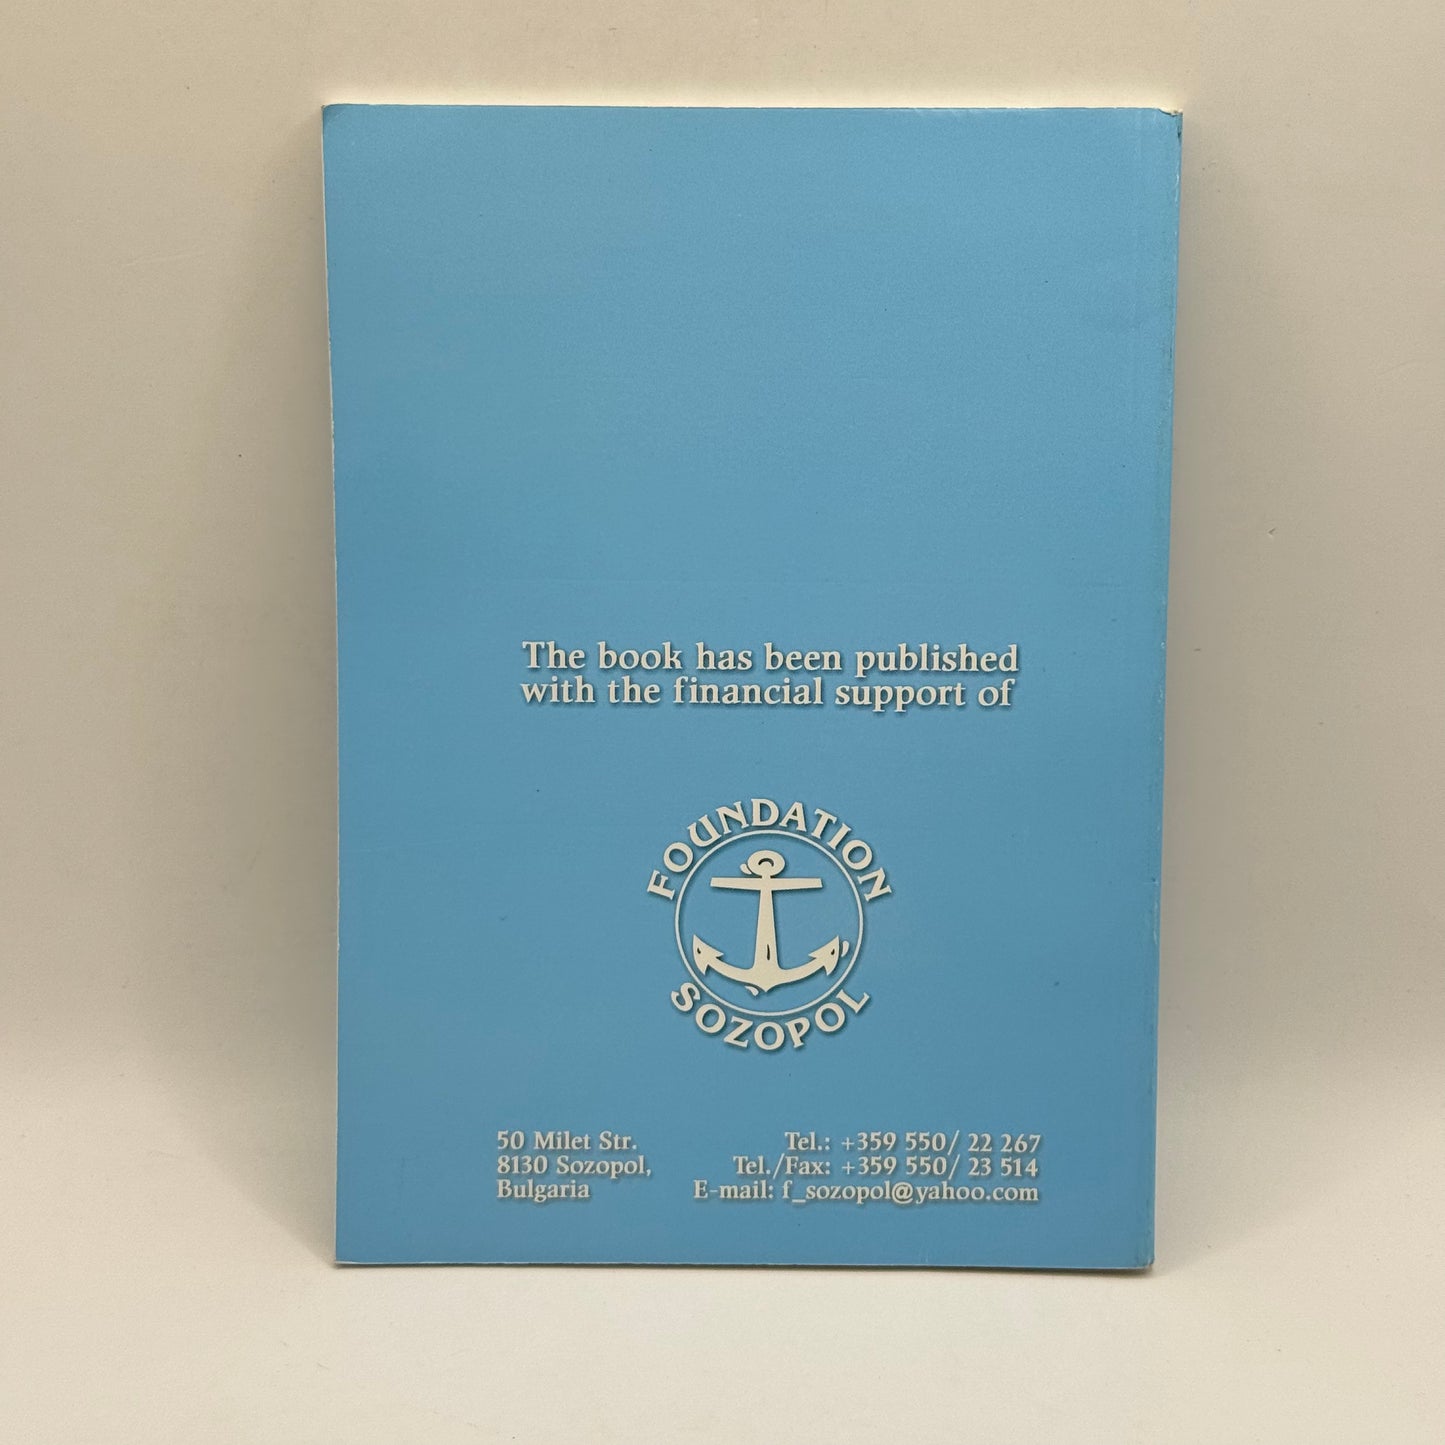 The book has been published
with the financial support of
FOUNDATION
SOZOPOL
50 Milet Str.
8130 Sozopol,
Bulgaria
Tel.: +359 550/ 22 267
Tel./Fax: +359 550/ 23 514
E-mail: f_sozopol@yahoo.com